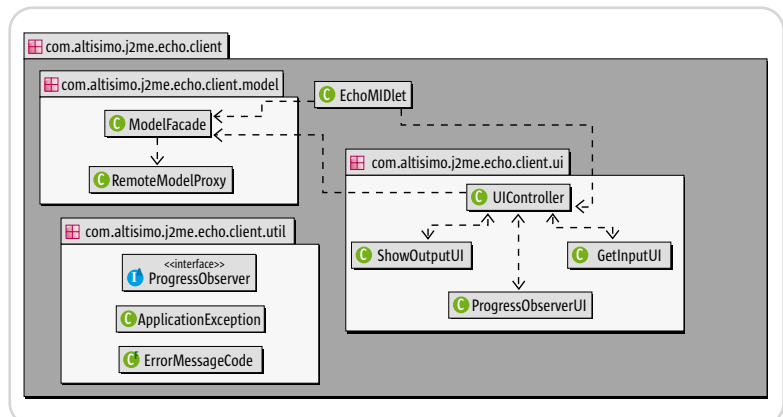 com.altisimo.j2me.echo.client
com.altisimo.j2me.echo.client.model
C EchoMIDlet
C ModelFacade
C RemoteModelProxy
com.altisimo.j2me.echo.client.ui
C UIController
C ShowOutputUI
C GetInputUI
C ProgressObserverUI
com.altisimo.j2me.echo.client.util
<<interface>>
I ProgressObserver
C ApplicationException
C ErrorMessageCode